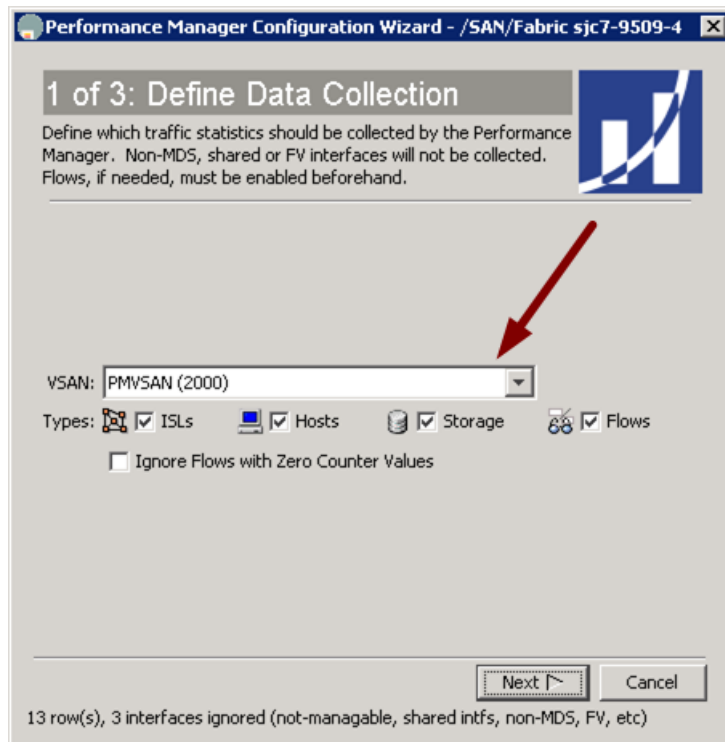 Performance Manager Configuration Wizard - /SAN/Fabric sjc7-9509-4
1 of 3: Define Data Collection
Define which traffic statistics should be collected by the Performance
Manager. Non-MDS, shared or FV interfaces will not be collected.
Flows, if needed, must be enabled beforehand.
VSAN: PMVSAN (2000)
Types: ISLs Hosts Storage Flows
Ignore Flows with Zero Counter Values
Next Cancel
13 row(s), 3 interfaces ignored (not-managable, shared intfs, non-MDS, FV, etc)